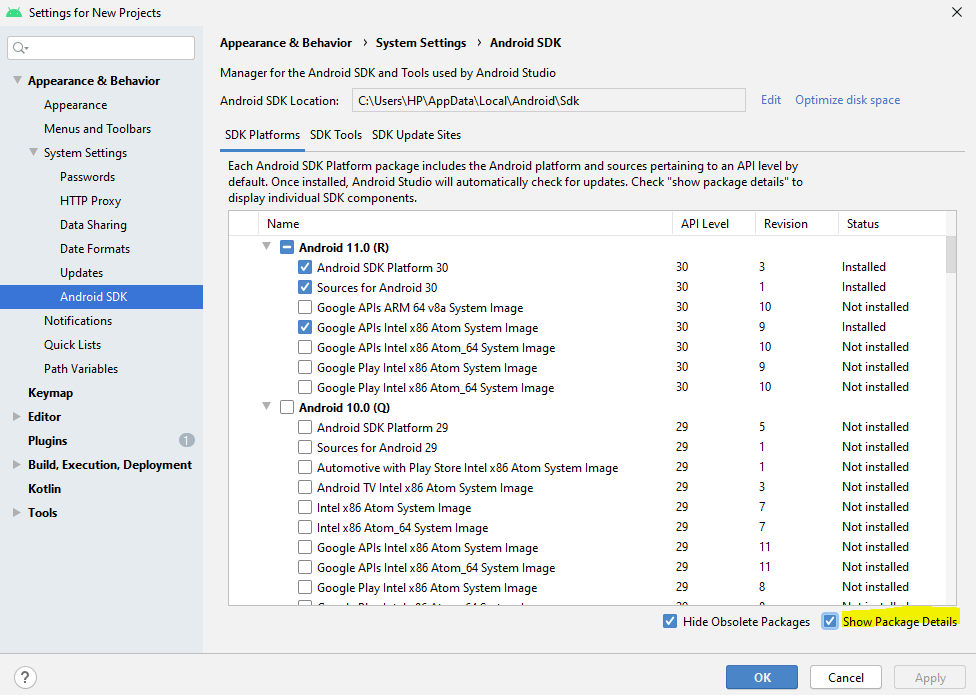 Settings for New Projects
Appearance & Behavior
Appearance
Menus and Toolbars
System Settings
Passwords
HTTP Proxy
Data Sharing
Date Formats
Updates
Android SDK
Notifications
Quick Lists
Path Variables
Keymap
Editor
Plugins 1
Build, Execution, Deployment
Kotlin
Tools
Appearance & Behavior › System Settings › Android SDK
Manager for the Android SDK and Tools used by Android Studio
Android SDK Location: C:\Users\HP\AppData\Local\Android\Sdk Edit Optimize disk space
SDK Platforms SDK Tools SDK Update Sites
Each Android SDK Platform package includes the Android platform and sources pertaining to an API level by
default. Once installed, Android Studio will automatically check for updates. Check "show package details" to
display individual SDK components.
Name API Level Revision Status
Android 11.0 (R)
Android SDK Platform 30 30 3 Installed
Sources for Android 30 30 1 Installed
Google APIs ARM 64 v8a System Image 30 10 Not installed
Google APIs Intel x86 Atom System Image 30 9 Installed
Google APIs Intel x86 Atom_64 System Image 30 10 Not installed
Google Play Intel x86 Atom System Image 30 9 Not installed
Google Play Intel x86 Atom_64 System Image 30 10 Not installed
Android 10.0 (Q)
Android SDK Platform 29 29 5 Not installed
Sources for Android 29 29 1 Not installed
Automotive with Play Store Intel x86 Atom System Image 29 1 Not installed
Android TV Intel x86 Atom System Image 29 3 Not installed
Intel x86 Atom System Image 29 7 Not installed
Intel x86 Atom_64 System Image 29 7 Not installed
Google APIs Intel x86 Atom System Image 29 11 Not installed
Google APIs Intel x86 Atom_64 System Image 29 11 Not installed
Google Play Intel x86 Atom System Image 29 8 Not installed
Hide Obsolete Packages Show Package Details
? OK Cancel Apply